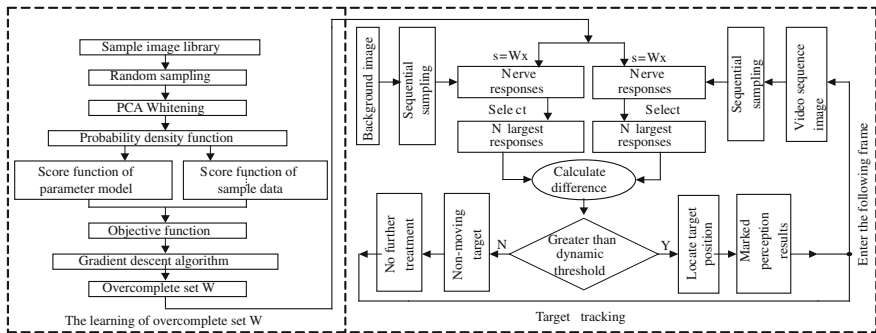 Sample image library
Random sampling
PCA Whitening
Probability density function
Score function of
parameter model
Score function of
sample data
Objective function
Gradient descent algorithm
Overcomplete set W
The learning of overcomplete set W
Background image
Sequential
sampling
s=Wx
s=Wx
Nerve
responses
Nerve
responses
Sequential
sampling
Video sequence
image
Select
Select
N largest
responses
N largest
responses
Calculate
difference
Greater than
dynamic
threshold
N
Y
Non-moving
target
No further
treatment
Locate target
position
Marked
perception
results
Enter the following frame
Target tracking